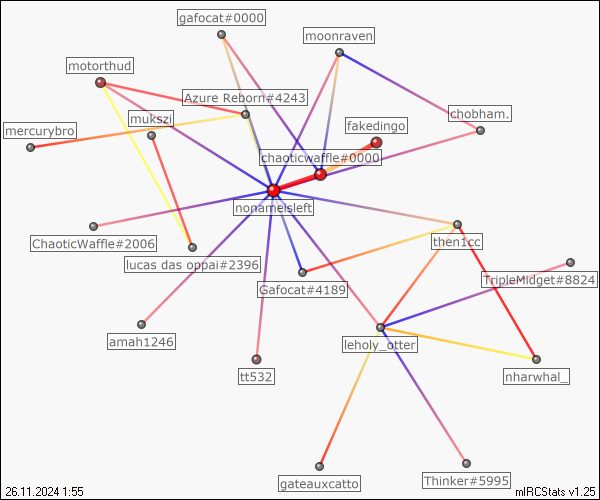 gafocat#0000
moonraven
motorthud
Azure Reborn#4243
chobham.
mukszi
fakedingo
mercurybro
chaoticwaffle#0000
nonameisleft
ChaoticWaffle#2006
then1cc
lucas das oppai#2396
TripleMidget#8824
Gafocat#4189
amah1246
leholy_otter
tt532
nharwhal_
gateauxcatto
Thinker#5995
26.11.2024 1:55
mIRCStats v1.25